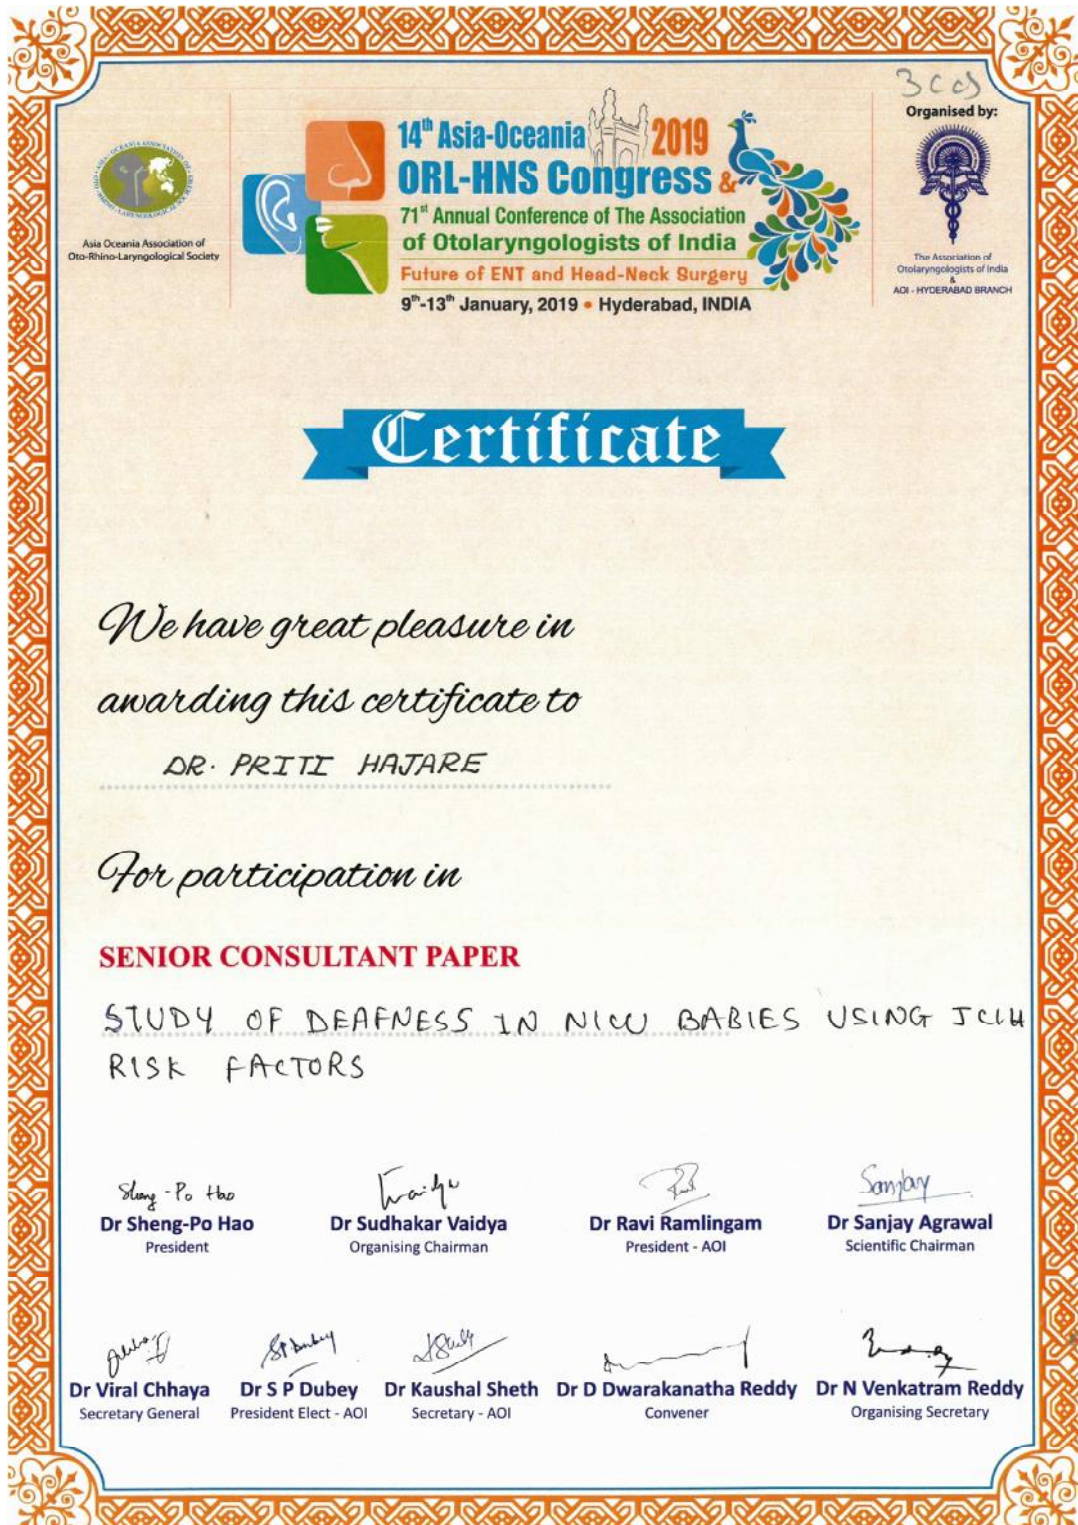 Organised by:
14th Asia-Oceania 2019
ORL-HNS Congress &
71st Annual Conference of The Association
of Otolaryngologists of India
Future of ENT and Head-Neck Surgery
9th-13th January, 2019 • Hyderabad, INDIA
Asia Oceania Association of
Oto-Rhino-Laryngological Society
The Association of
Otolaryngologists of India
&
AOI - HYDERABAD BRANCH
Certificate
We have great pleasure in
awarding this certificate to
DR. PRITI HAJARE
For participation in
SENIOR CONSULTANT PAPER
STUDY OF DEAFNESS IN NICU BABIES USING JCIH
RISK FACTORS
Sheng-Po Hao
Dr Sheng-Po Hao
President
Vaidya
Dr Sudhakar Vaidya
Organising Chairman
Dr Ravi Ramlingam
President - AOI
Sanjay
Dr Sanjay Agrawal
Scientific Chairman
Dr Viral Chhaya
Secretary General
S P Dubey
Dr S P Dubey
President Elect - AOI
Dr Kaushal Sheth
Secretary - AOI
Dr D Dwarakanatha Reddy
Convener
Dr N Venkatram Reddy
Organising Secretary